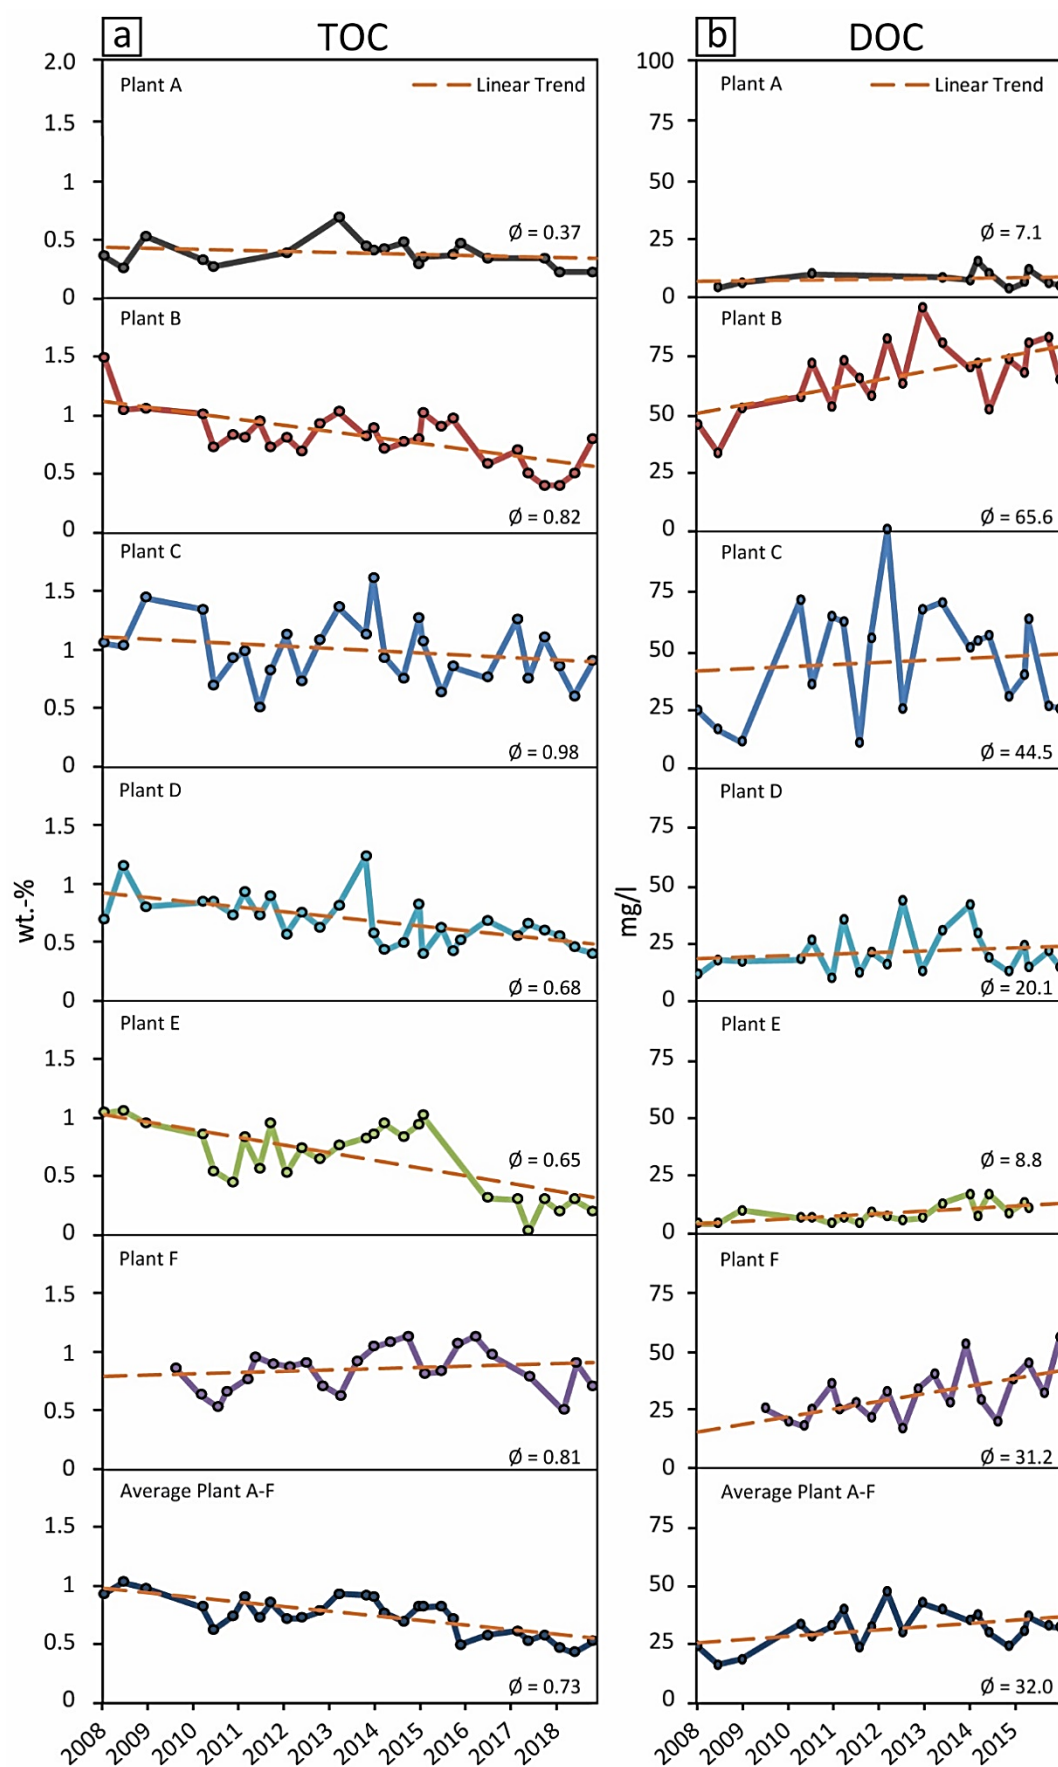 a TOC
2.0
Plant A
Linear Trend
1.5
1
0.5
Ø = 0.37
0
Plant B
1.5
1
0.5
Ø = 0.82
0
Plant C
1.5
1
0.5
Ø = 0.98
0
Plant D
1.5
1
0.5
Ø = 0.68
0
Plant E
1.5
1
Ø = 0.65
0.5
0
Plant F
1.5
1
0.5
Ø = 0.81
0
Average Plant A-F
1.5
1
0.5
Ø = 0.73
0
wt.-%
2008 2009 2010 2011 2012 2013 2014 2015 2016 2017 2018
b DOC
100
Plant A
Linear Trend
75
50
25
Ø = 7.1
0
Plant B
75
50
25
Ø = 65.6
0
Plant C
75
50
25
Ø = 44.5
0
Plant D
75
50
25
Ø = 20.1
0
Plant E
75
50
25
Ø = 8.8
0
Plant F
75
50
25
Ø = 31.2
0
Average Plant A-F
75
50
25
Ø = 32.0
0
mg/l
2008 2009 2010 2011 2012 2013 2014 2015